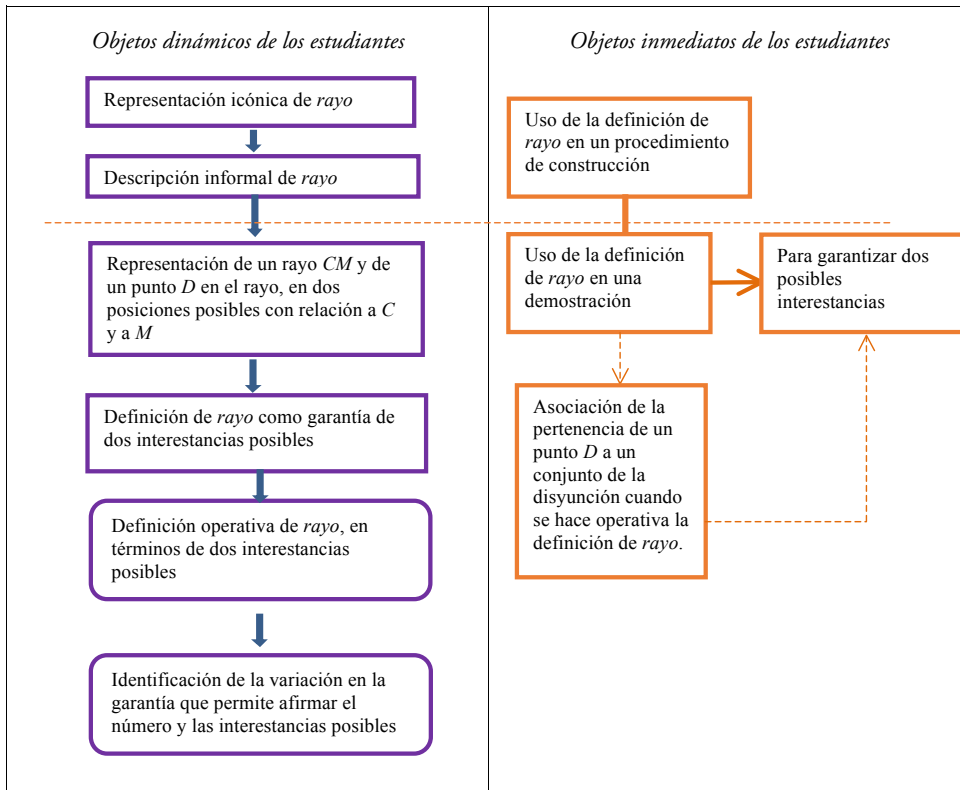 Objetos dinámicos de los estudiantes
Representación icónica de rayo
Descripción informal de rayo
Representación de un rayo CM y de
un punto D en el rayo, en dos
posiciones posibles con relación a C
y a M
Definición de rayo como garantía de
dos interestancias posibles
Definición operativa de rayo, en
términos de dos interestancias
posibles
Identificación de la variación en la
garantía que permite afirmar el
número y las interestancias posibles
Objetos inmediatos de los estudiantes
Uso de la definición de
rayo en un procedimiento
de construcción
Uso de la definición
de rayo en una
demostración
Para garantizar dos
posibles
interestancias
Asociación de la
pertenencia de un
punto D a un
conjunto de la
disyunción cuando
se hace operativa la
definición de rayo.